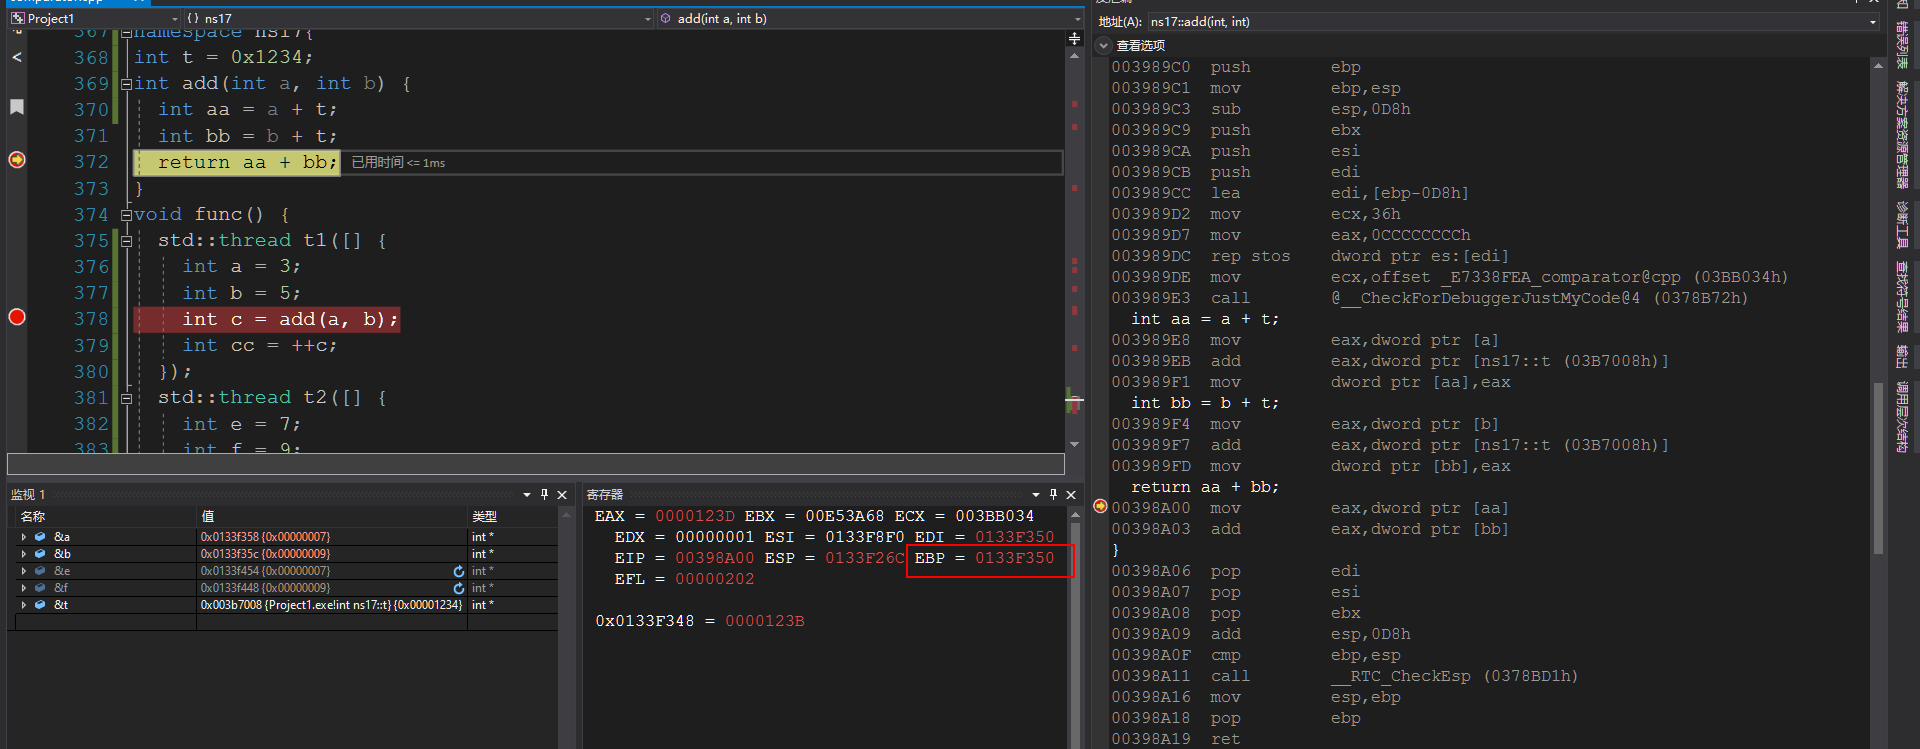 Project1
ns17
add(int a, int b)
367 namespace ns17{
368 int t = 0x1234;
369 int add(int a, int b) {
370 int aa = a + t;
371 int bb = b + t;
372 return aa + bb; 已用时间 <= 1ms
373 }
374 void func() {
375 std::thread t1([] {
376 int a = 3;
377 int b = 5;
378 int c = add(a, b);
379 int cc = ++c;
380 });
381 std::thread t2([] {
382 int e = 7;
383 int f = 9;
监视 1
名称 值 类型
&a 0x0133f358 {0x00000007} int *
&b 0x0133f35c {0x00000009} int *
&e 0x0133f454 {0x00000007} int *
&f 0x0133f448 {0x00000009} int *
&t 0x003b7008 {Project1.exe!int ns17::t} {0x00001234} int *
寄存器
EAX = 0000123D EBX = 00E53A68 ECX = 003BB034
EDX = 00000001 ESI = 0133F8F0 EDI = 0133F350
EIP = 00398A00 ESP = 0133F26C EBP = 0133F350
EFL = 00000202
0x0133F348 = 0000123B
地址(A): ns17::add(int, int)
查看选项
003989C0 push ebp
003989C1 mov ebp,esp
003989C3 sub esp,0D8h
003989C9 push ebx
003989CA push esi
003989CB push edi
003989CC lea edi,[ebp-0D8h]
003989D2 mov ecx,36h
003989D7 mov eax,0CCCCCCCCh
003989DC rep stos dword ptr es:[edi]
003989DE mov ecx,offset _E7338FEA_comparator@cpp (03BB034h)
003989E3 call @__CheckForDebuggerJustMyCode@4 (0378B72h)
int aa = a + t;
003989E8 mov eax,dword ptr [a]
003989EB add eax,dword ptr [ns17::t (03B7008h)]
003989F1 mov dword ptr [aa],eax
int bb = b + t;
003989F4 mov eax,dword ptr [b]
003989F7 add eax,dword ptr [ns17::t (03B7008h)]
003989FD mov dword ptr [bb],eax
return aa + bb;
00398A00 mov eax,dword ptr [aa]
00398A03 add eax,dword ptr [bb]
}
00398A06 pop edi
00398A07 pop esi
00398A08 pop ebx
00398A09 add esp,0D8h
00398A0F cmp ebp,esp
00398A11 call __RTC_CheckEsp (0378BD1h)
00398A16 mov esp,ebp
00398A18 pop ebp
00398A19 ret
错误列表
解决方案资源管理器
诊断工具
查找符号结果
输出
调用层次结构